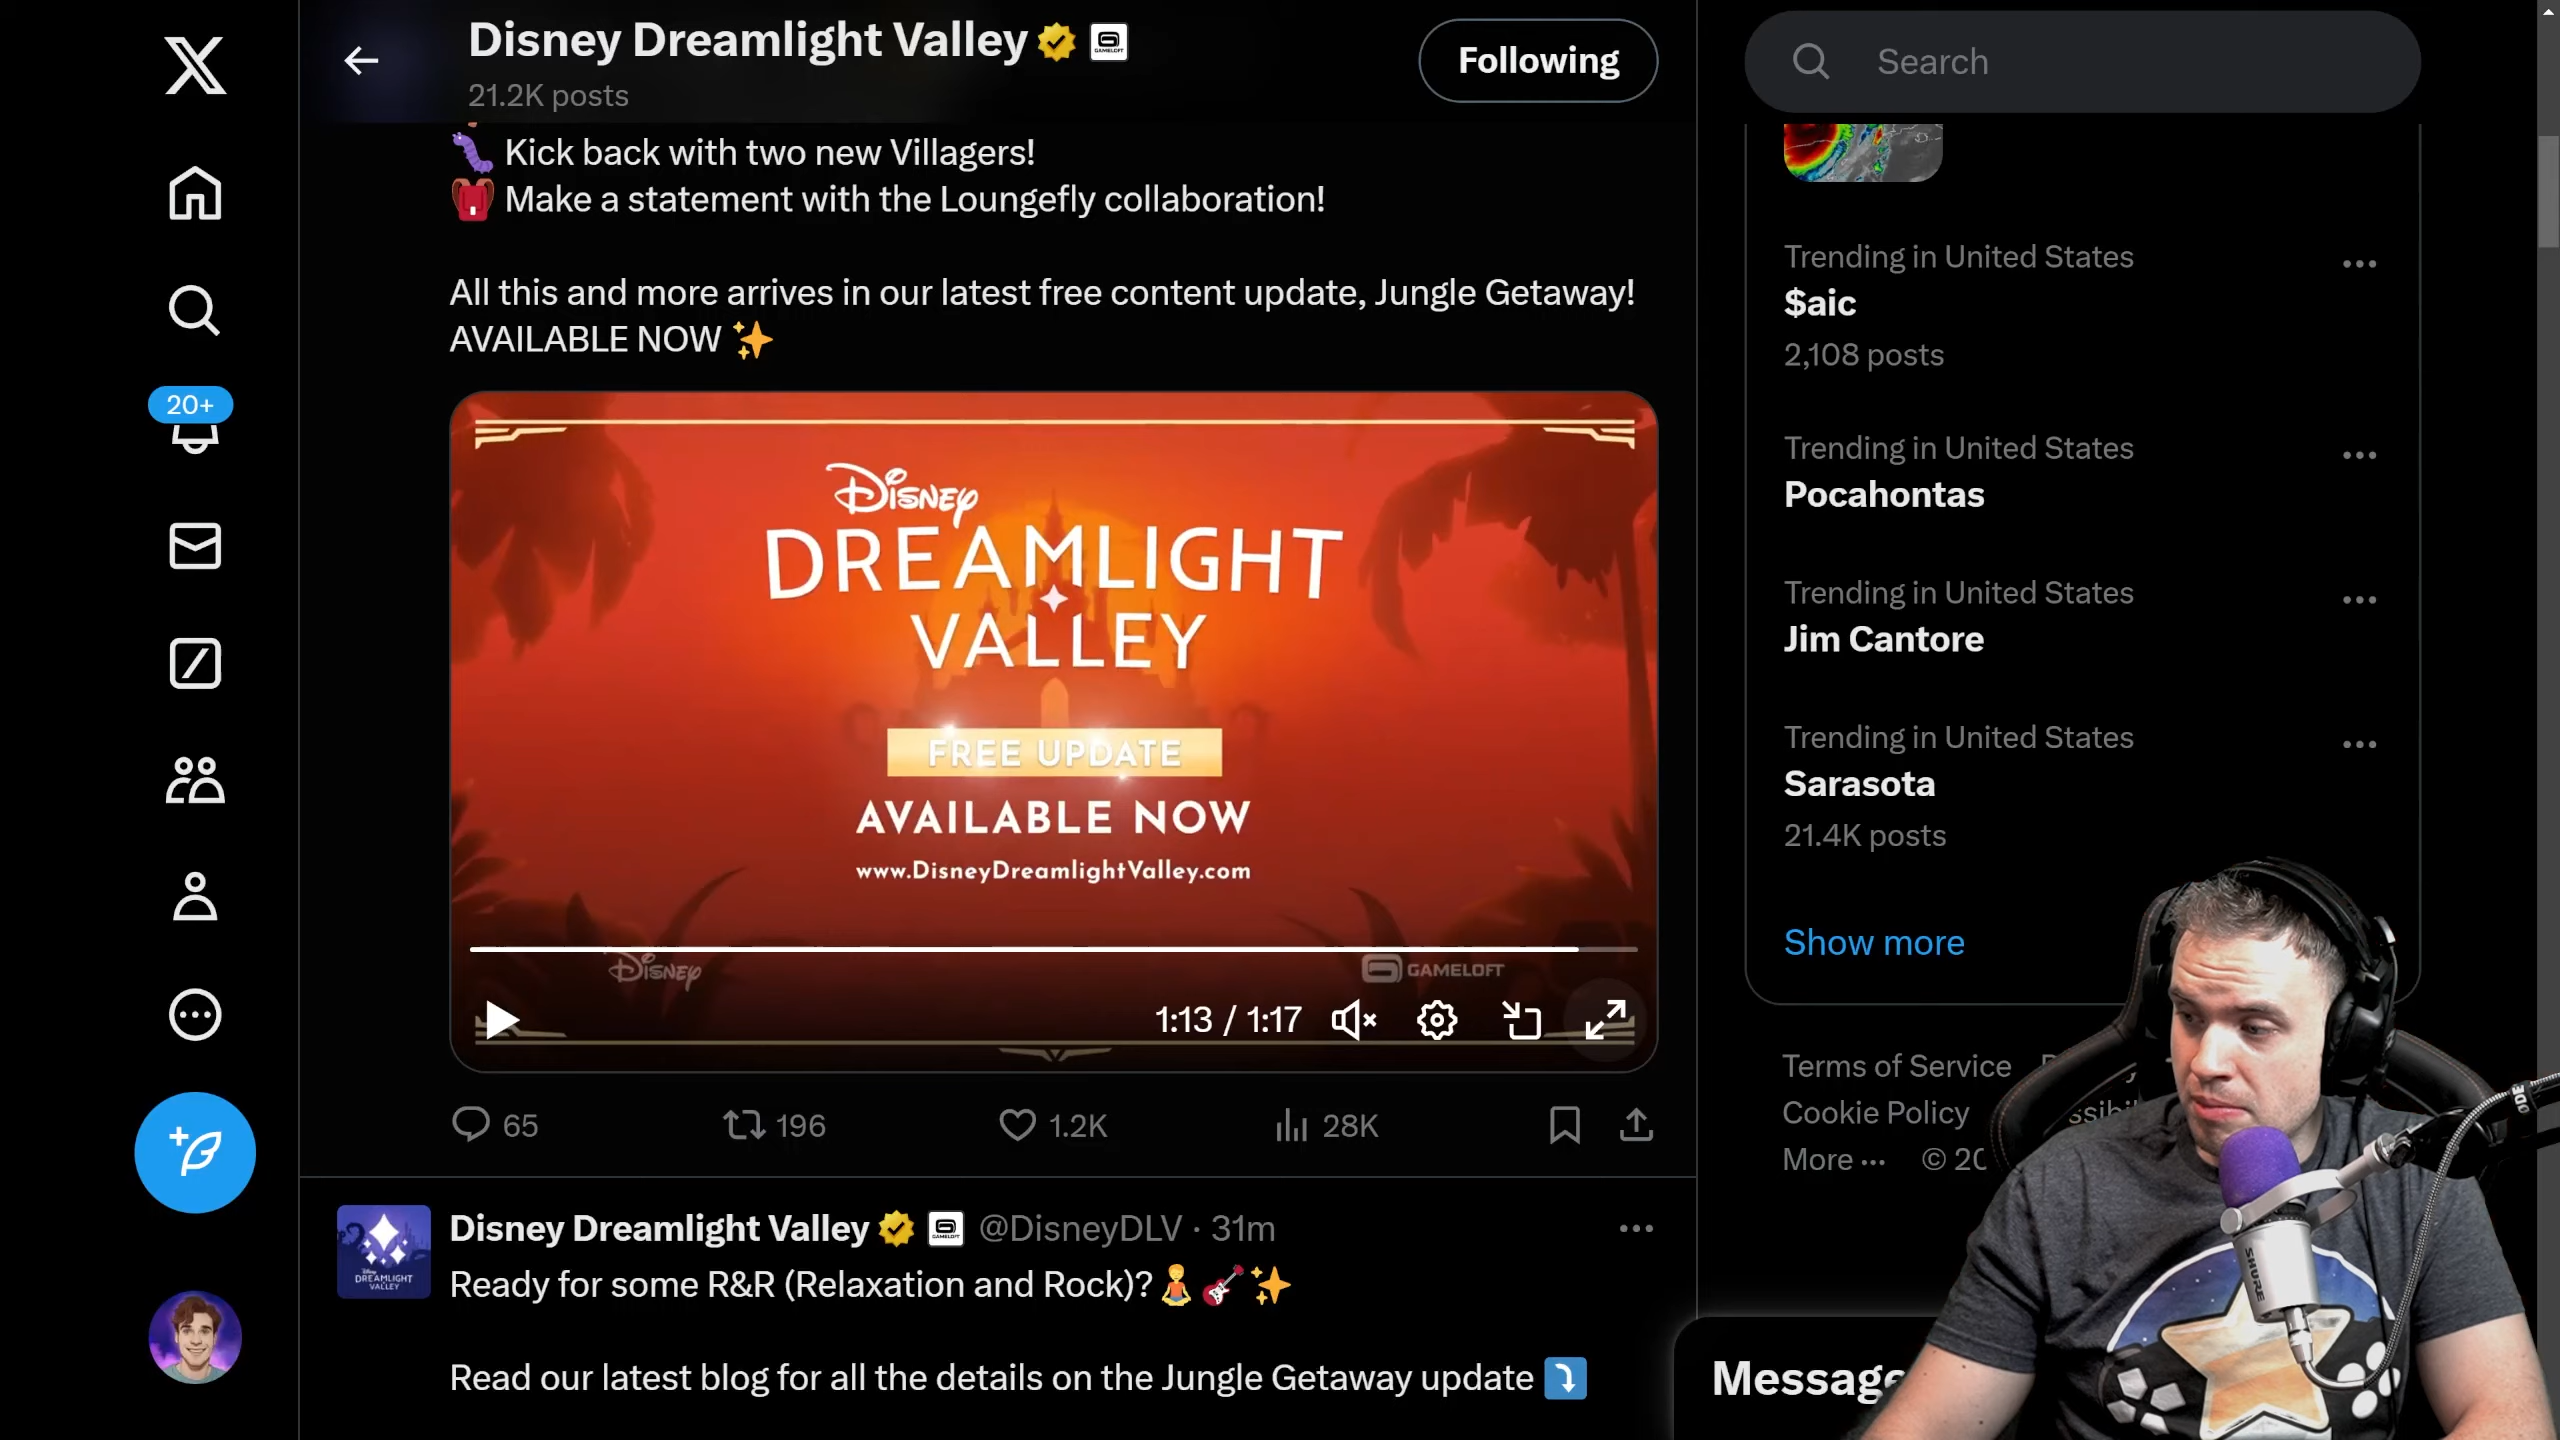 Disney Dreamlight Valley
21.2K posts
Following
Search
Kick back with two new Villagers!
Make a statement with the Loungefly collaboration!
All this and more arrives in our latest free content update, Jungle Getaway!
AVAILABLE NOW
Disney
DREAMLIGHT
VALLEY
FREE UPDATE
AVAILABLE NOW
www.DisneyDreamlightValley.com
Disney
GAMELOFT
1:13 / 1:17
65
196
1.2K
28K
Disney Dreamlight Valley @DisneyDLV · 31m
Ready for some R&R (Relaxation and Rock)?
Read our latest blog for all the details on the Jungle Getaway update
20+
Trending in United States
$aic
2,108 posts
Trending in United States
Pocahontas
Trending in United States
Jim Cantore
Trending in United States
Sarasota
21.4K posts
Show more
Terms of Service
Cookie Policy
More ··· ©
SHURE